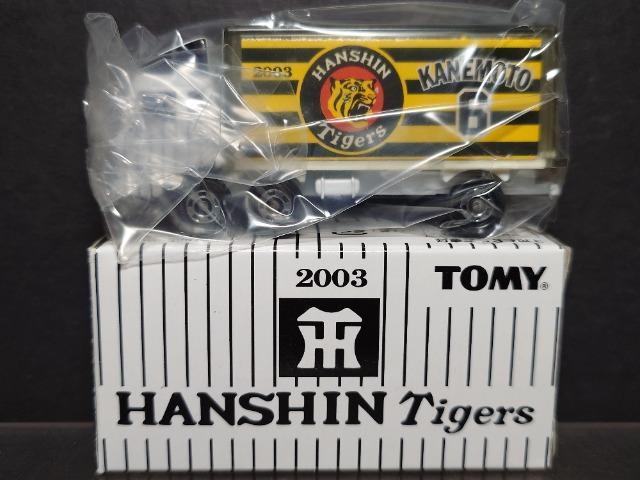 2003
HANSHIN
Tigers
KANEMOTO
6
2003
TOMY®
HANSHIN Tigers